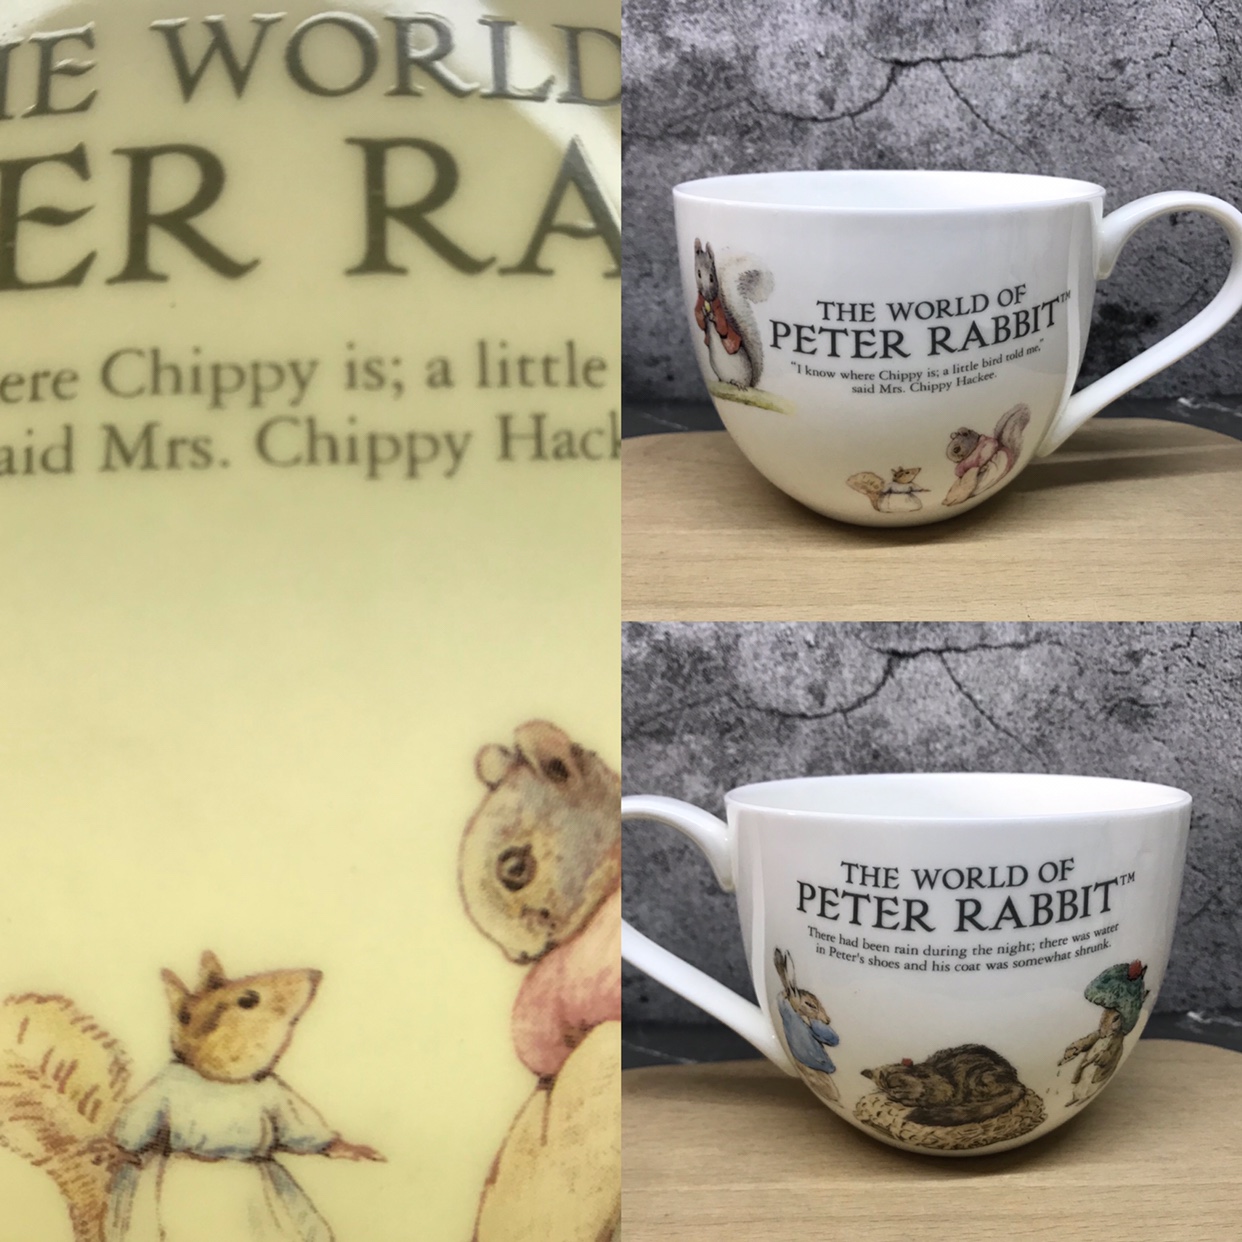 HE WORLD
ER RA
ere Chippy is; a little
aid Mrs. Chippy Hack
THE WORLD OF
PETER RABBIT™
"I know where Chippy is; a little bird told me,"
said Mrs. Chippy Hackee.
THE WORLD OF
PETER RABBIT™
There had been rain during the night; there was water
in Peter's shoes and his coat was somewhat shrunk.